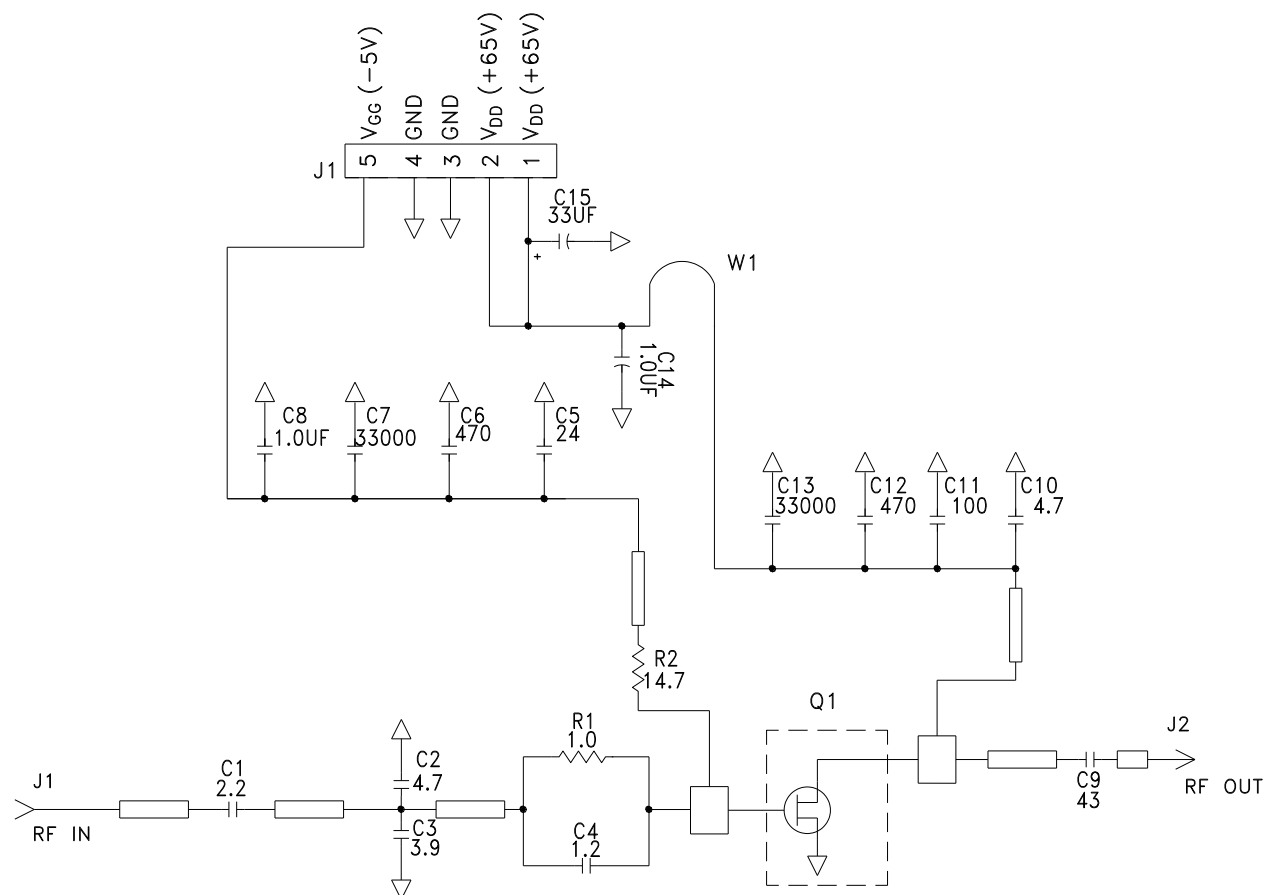 VGG (-5V)
GND
GND
VDD (+65V)
VDD (+65V)
J1
5
4
3
2
1
C15
33UF
+
W1
C14
1.0UF
C8
1.0UF
C7
33000
C6
470
C5
24
C13
33000
C12
470
C11
100
C10
4.7
R2
14.7
Q1
R1
1.0
J2
C2
4.7
C1
2.2
J1
RF IN
C3
3.9
C4
1.2
C9
43
RF OUT